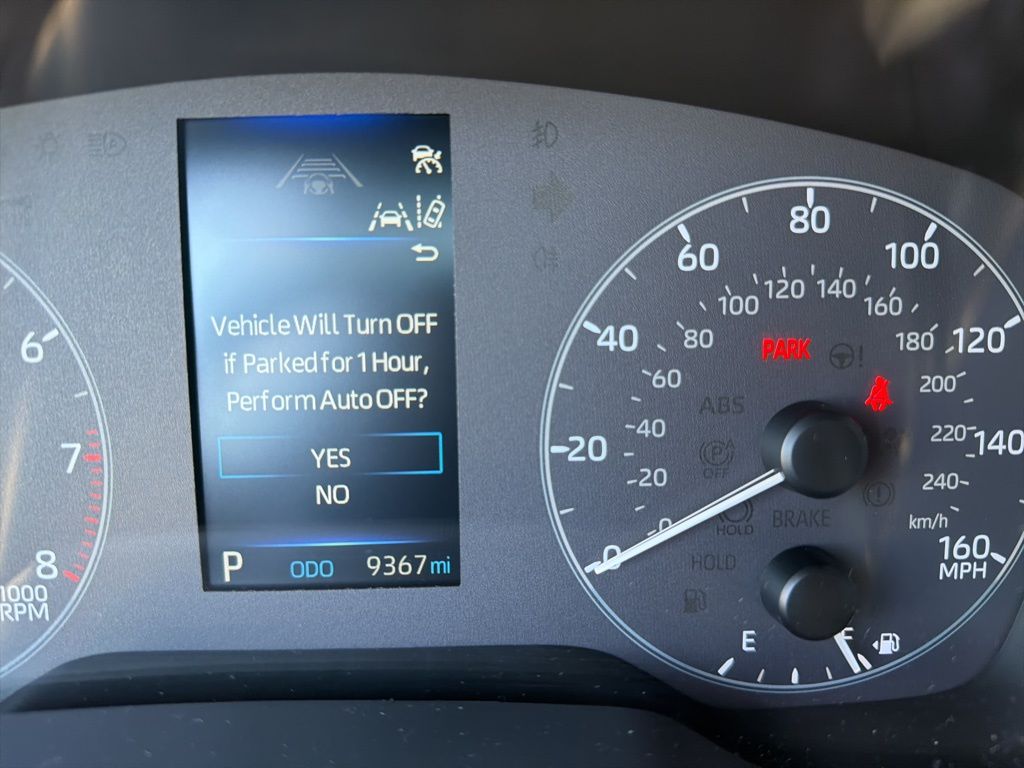 Vehicle Will Turn OFF
if Parked for 1 Hour,
Perform Auto OFF?
YES
NO
P ODO 9367 mi
6
7
8
1000
RPM
0
20
40
60
80
100
120
140
160
MPH
0
20
40
60
80
100
120
140
160
180
200
220
240
km/h
PARK
!
ABS
P A
OFF
HOLD
BRAKE
HOLD
E
F